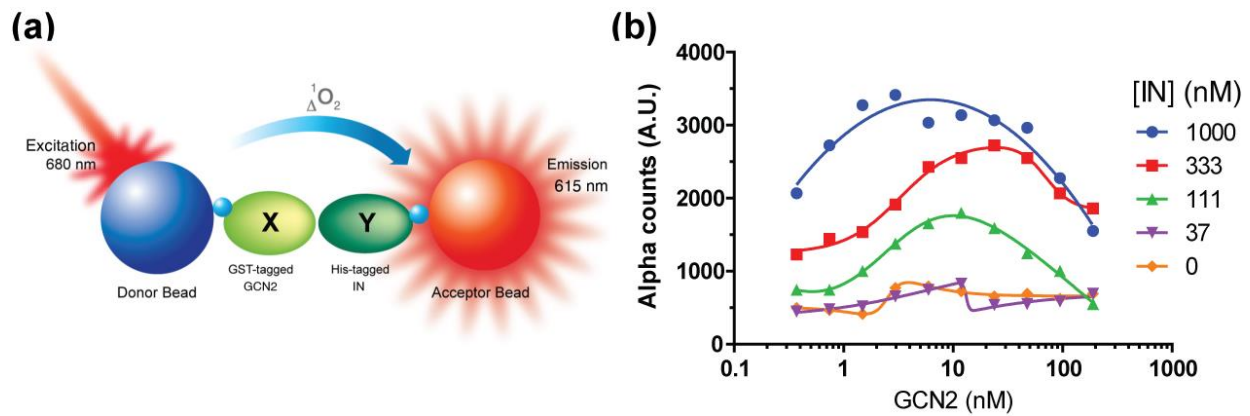 (a)
Excitation
680 nm
¹ΔO₂
Emission
615 nm
X
Y
GST-tagged
GCN2
His-tagged
IN
Donor Bead
Acceptor Bead
(b)
Alpha counts (A.U.)
4000
3000
2000
1000
0
0.1
1
10
100
1000
GCN2 (nM)
[IN] (nM)
1000
333
111
37
0